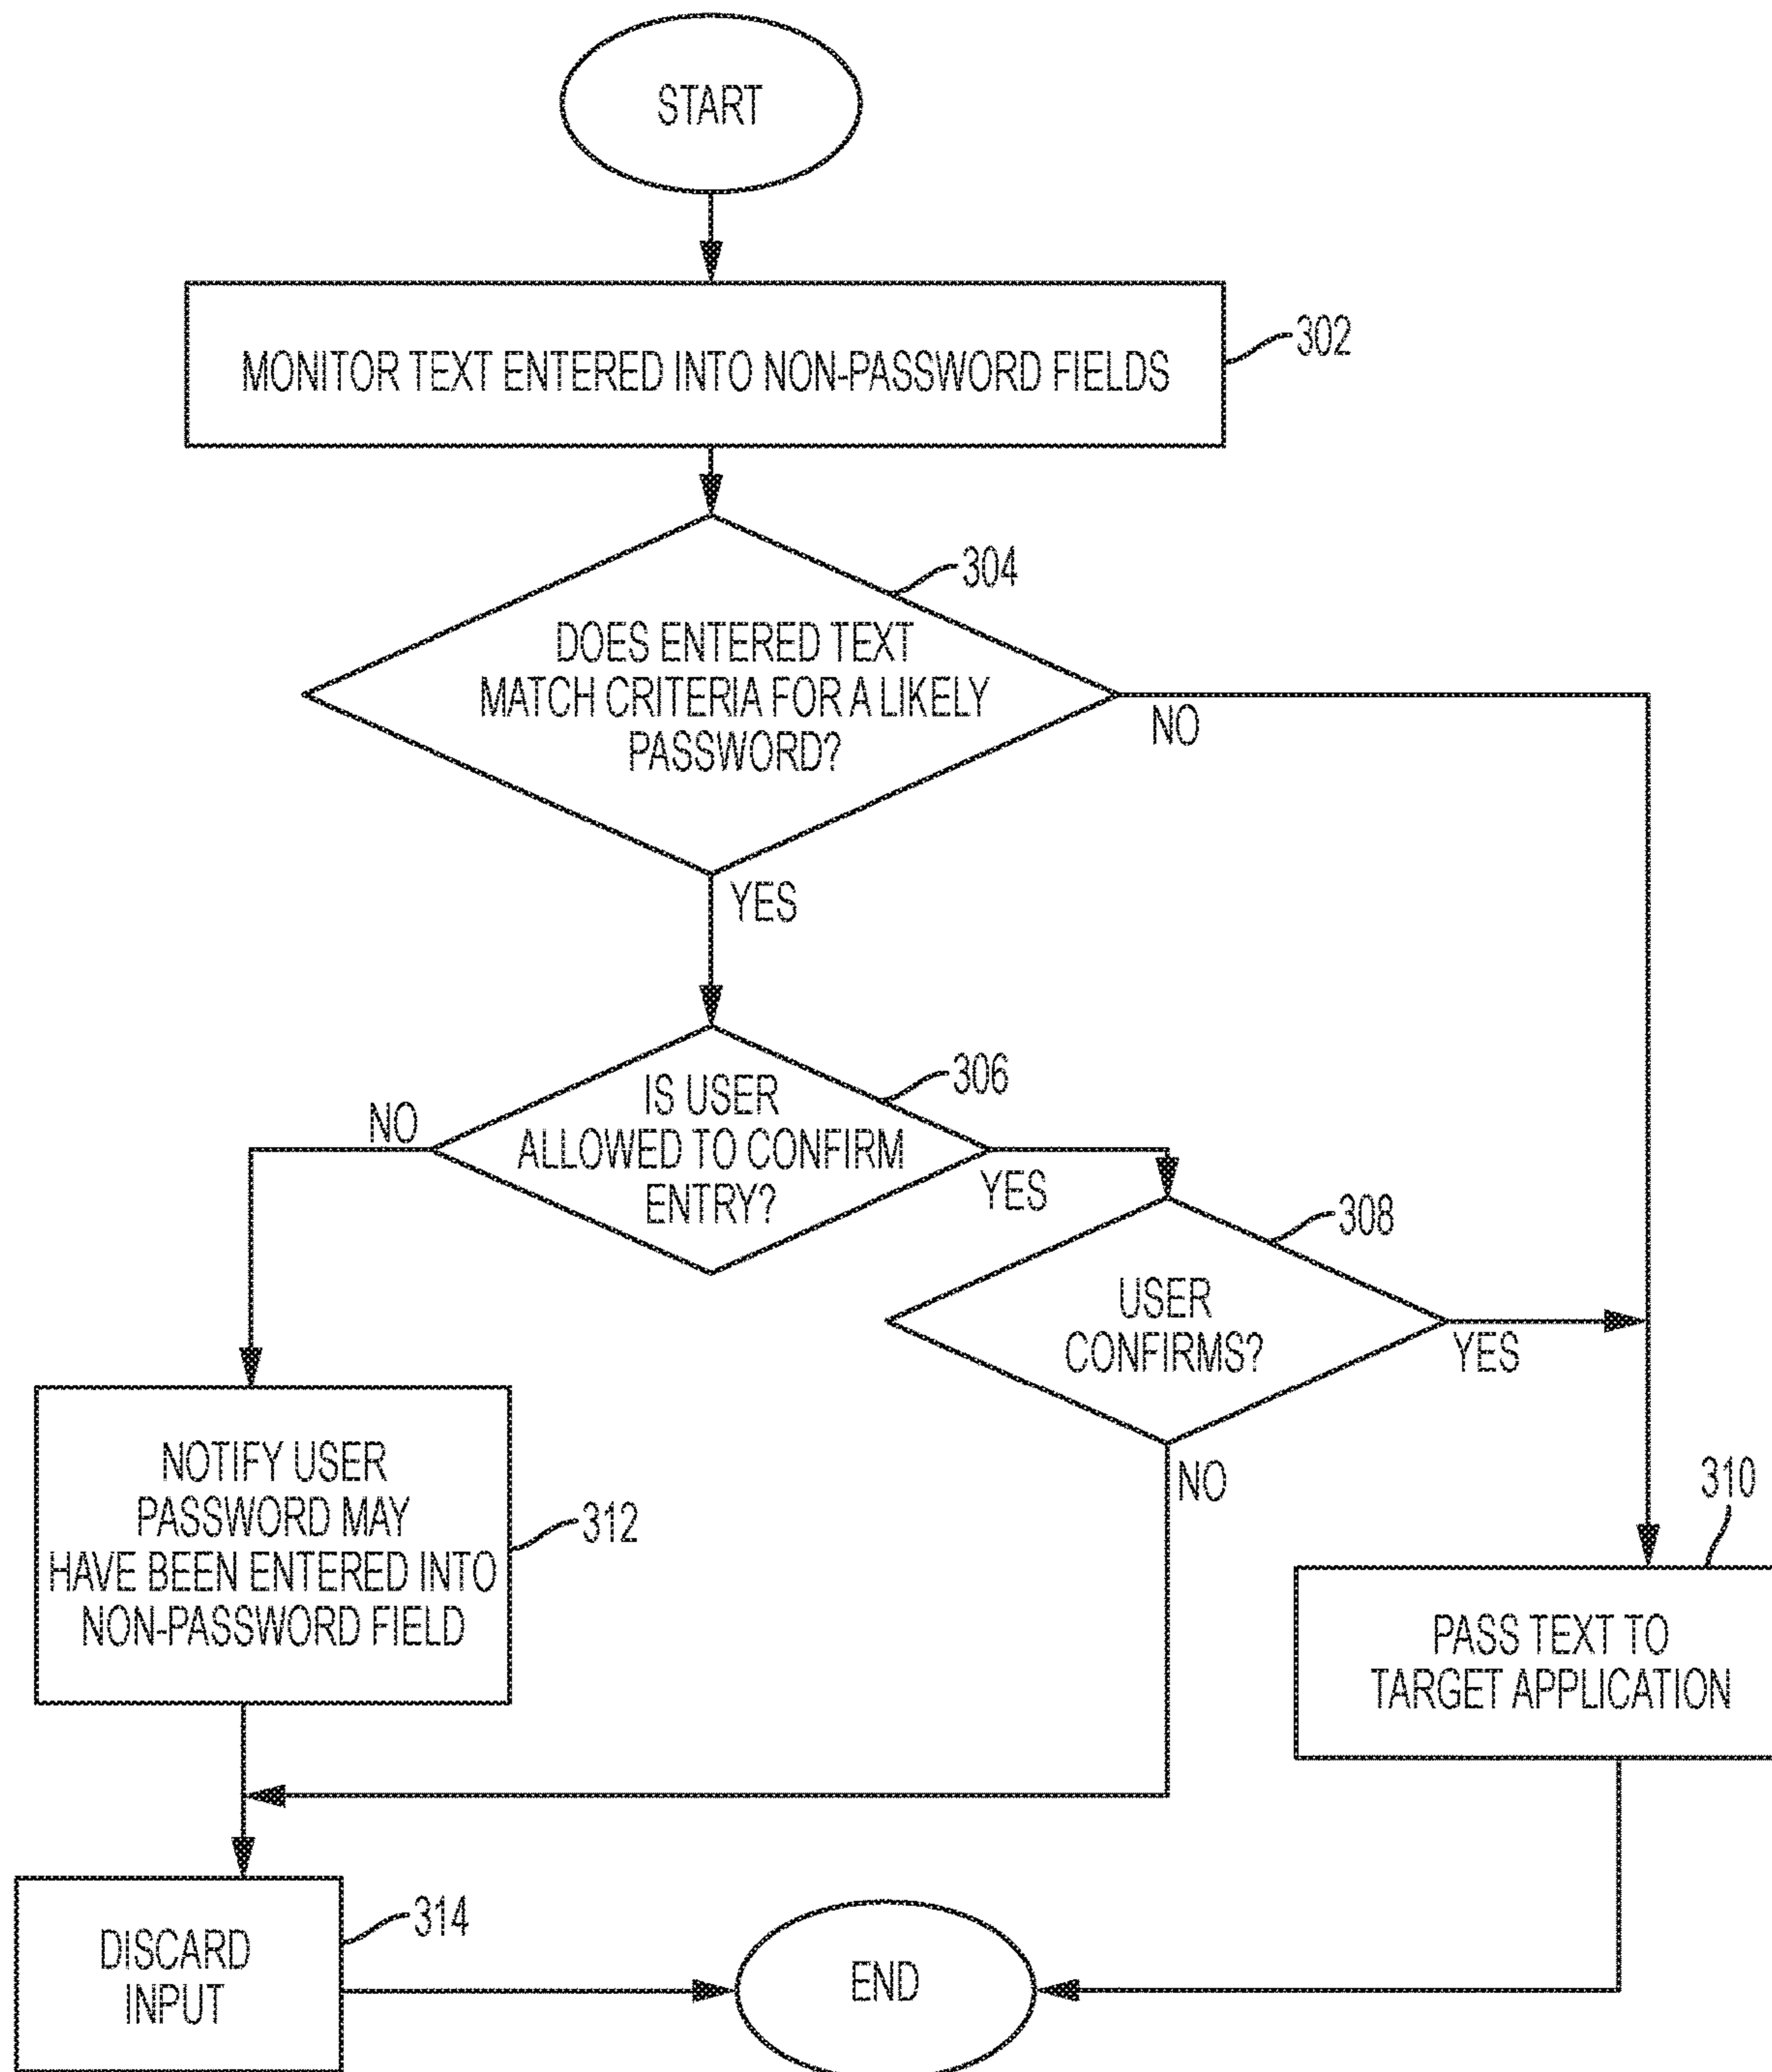 START
MONITOR TEXT ENTERED INTO NON-PASSWORD FIELDS
302
304
DOES ENTERED TEXT
MATCH CRITERIA FOR A LIKELY
PASSWORD?
NO
YES
306
IS USER
ALLOWED TO CONFIRM
ENTRY?
NO
YES
308
USER
CONFIRMS?
YES
NO
NOTIFY USER
PASSWORD MAY
HAVE BEEN ENTERED INTO
NON-PASSWORD FIELD
312
310
PASS TEXT TO
TARGET APPLICATION
DISCARD
INPUT
314
END